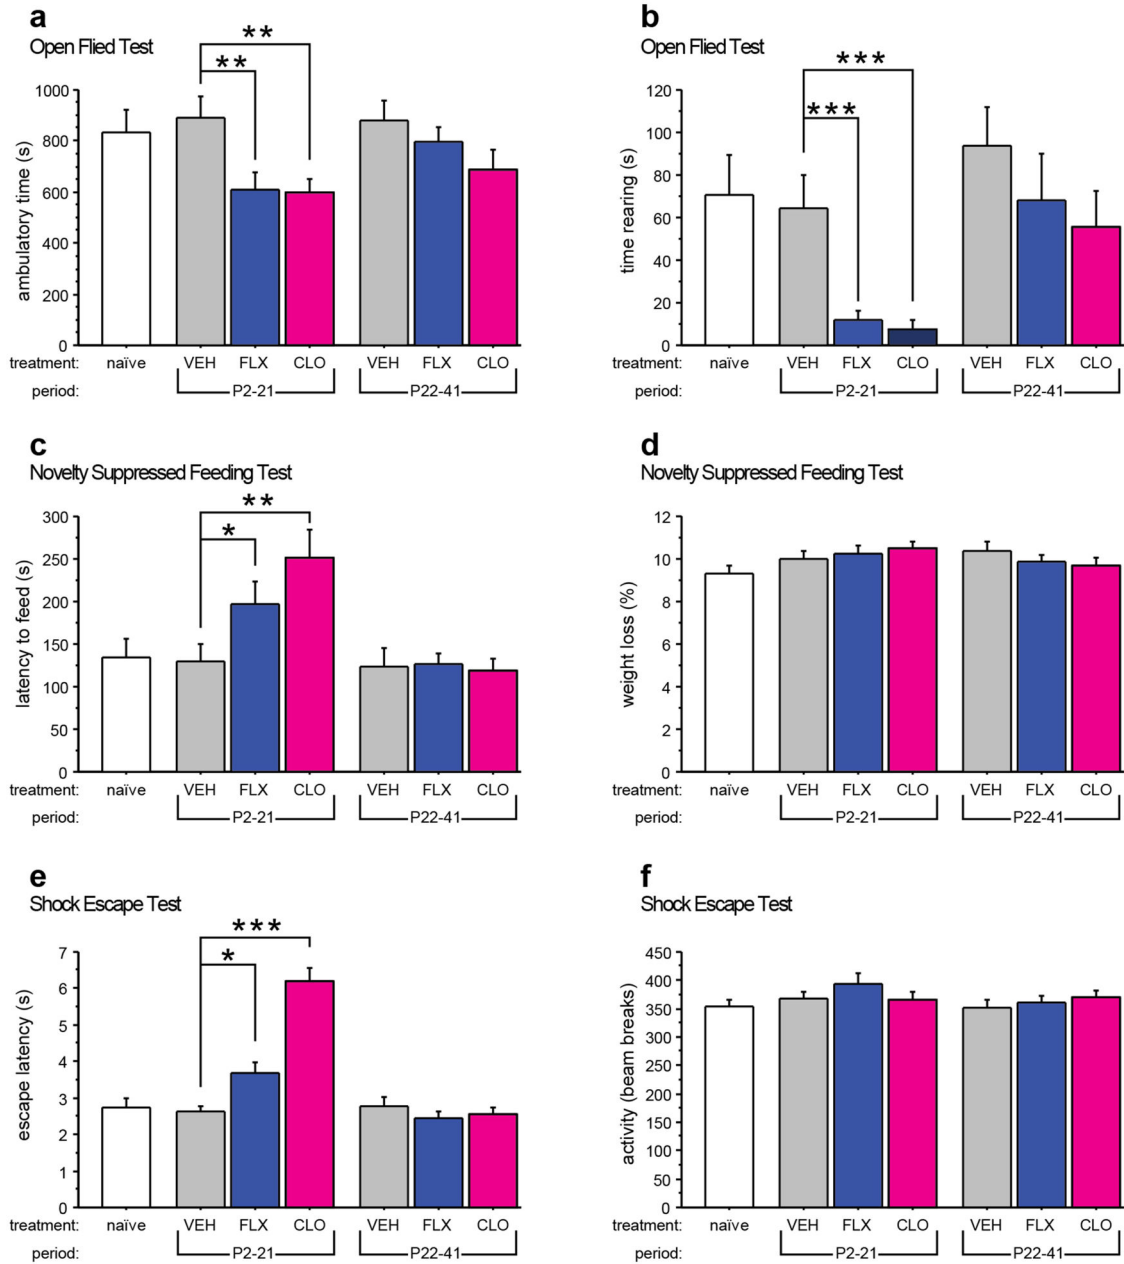 a
Open Flied Test
**
**
ambulatory time (s)
1000
800
600
400
200
0
treatment: naïve VEH FLX CLO VEH FLX CLO
period: P2-21 P22-41
b
Open Flied Test
***
***
time rearing (s)
120
100
80
60
40
20
0
treatment: naïve VEH FLX CLO VEH FLX CLO
period: P2-21 P22-41
c
Novelty Suppressed Feeding Test
**
*
latency to feed (s)
300
250
200
150
100
50
0
treatment: naïve VEH FLX CLO VEH FLX CLO
period: P2-21 P22-41
d
Novelty Suppressed Feeding Test
weight loss (%)
12
10
8
6
4
2
0
treatment: naïve VEH FLX CLO VEH FLX CLO
period: P2-21 P22-41
e
Shock Escape Test
***
*
escape latency (s)
7
6
5
4
3
2
1
0
treatment: naïve VEH FLX CLO VEH FLX CLO
period: P2-21 P22-41
f
Shock Escape Test
activity (beam breaks)
450
400
350
300
250
200
150
100
50
0
treatment: naïve VEH FLX CLO VEH FLX CLO
period: P2-21 P22-41